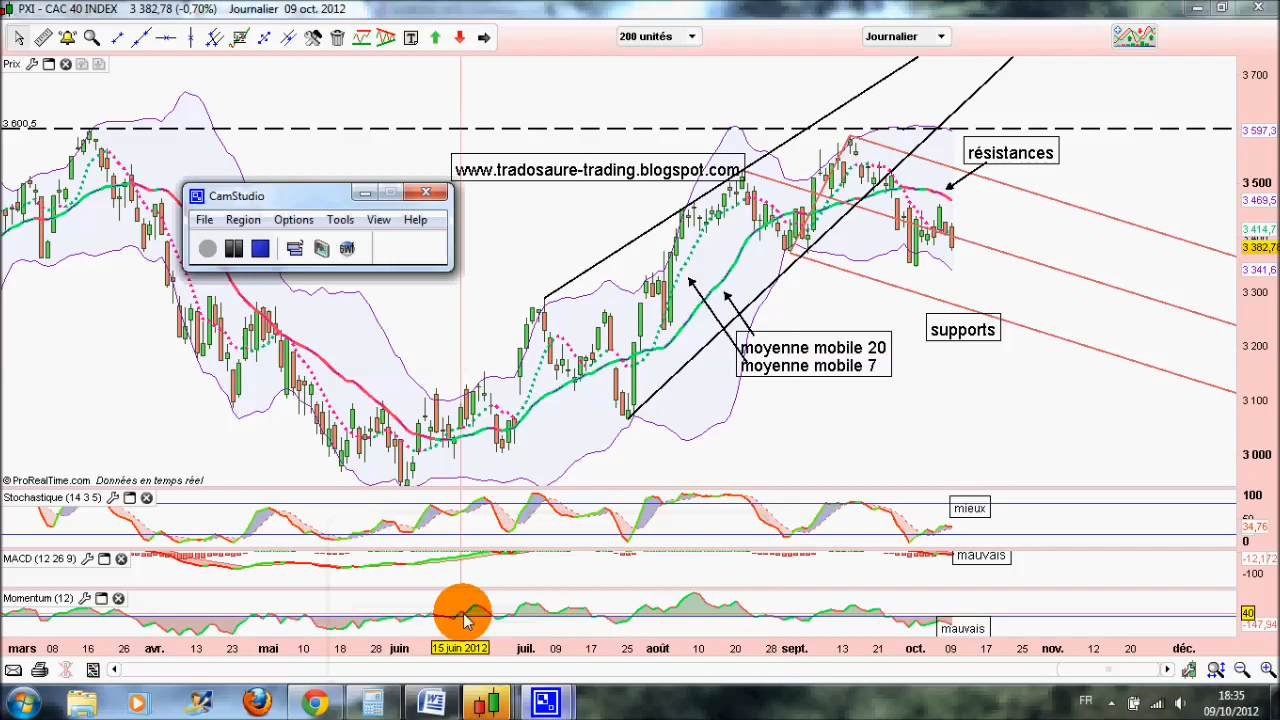 PXI - CAC 40 INDEX 3 382,78 (-0,70%) Journalier 09 oct. 2012
200 unités
Journalier
Prix
3 700
3 600,5
3 597,3
www.tradosaure-trading.blogspot.com
résistances
3 500
3 469,5
CamStudio
File Region Options Tools View Help
3 414,7
3 382,78
3 341,6
3 300
supports
moyenne mobile 20
moyenne mobile 7
3 200
3 100
3 000
© ProRealTime.com Données en temps réel
Stochastique (14 3 5)
100
mieux
50
34,76
0
MACD (12 26 9)
mauvais
-12,172
-100
Momentum (12)
40
-147,94
mauvais
mars 08 16 26 avr. 13 23 mai 10 18 28 juin 15 juin 2012 juil. 09 17 25 août 10 20 28 sept. 13 21 oct. 09 17 25 nov. 12 20 déc.
FR
18:35
09/10/2012